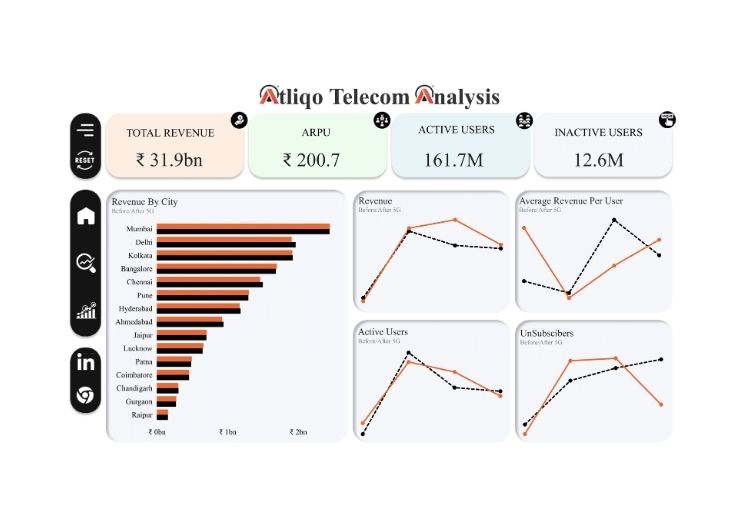 Atliqo Telecom Analysis
TOTAL REVENUE
₹ 31.9bn
ARPU
₹ 200.7
ACTIVE USERS
161.7M
INACTIVE USERS
12.6M
RESET
Revenue By City
Before/After 5G
Mumbai
Delhi
Kolkata
Bangalore
Chennai
Pune
Hyderabad
Ahmedabad
Jaipur
Lucknow
Patna
Coimbatore
Chandigarh
Gurgaon
Raipur
₹ 0bn ₹ 1bn ₹ 2bn
Revenue
Before/After 5G
Average Revenue Per User
Before/After 5G
Active Users
Before/After 5G
UnSubscibers
Before/After 5G
in